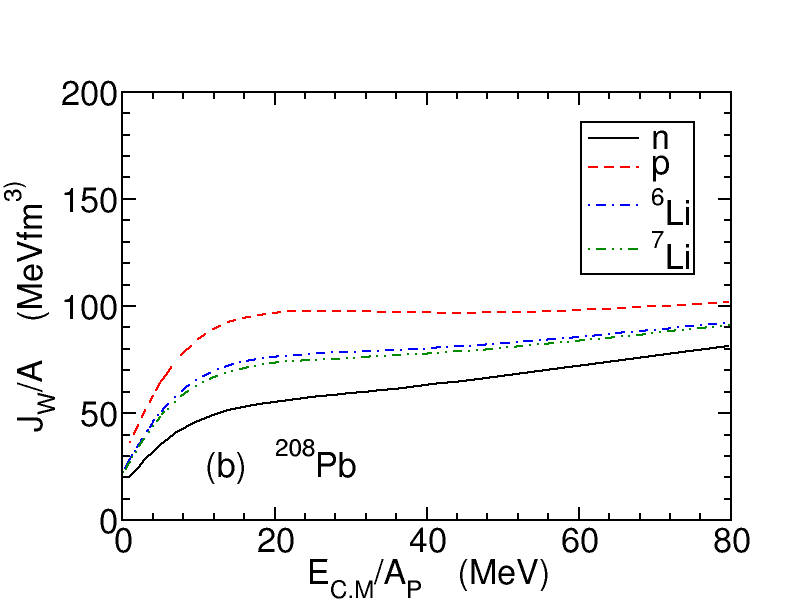 200
150
100
50
0
0 20 40 60 80
J_W/A (MeVfm^3)
E_C.M/A_P (MeV)
n
p
^6Li
^7Li
(b) ^208Pb